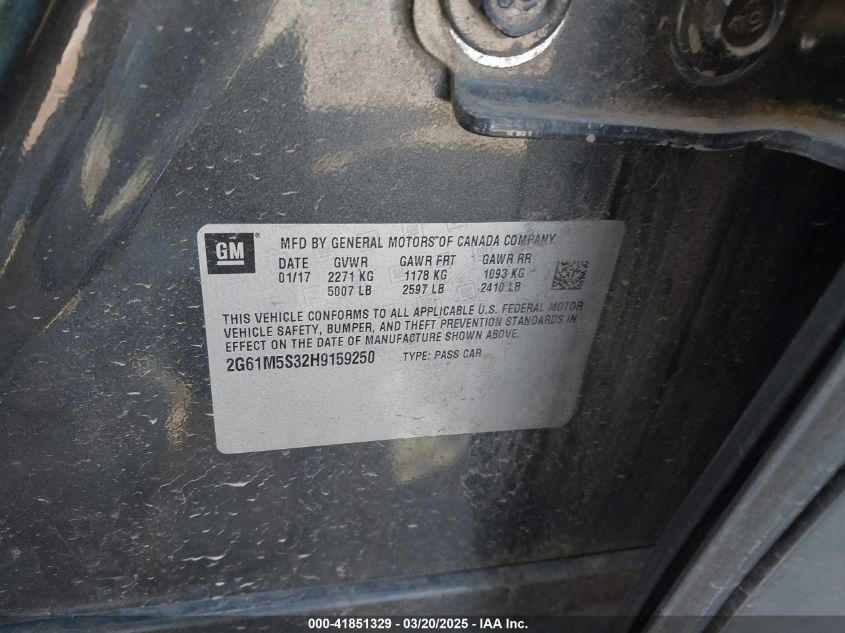 GM®
MFD BY GENERAL MOTORS OF CANADA COMPANY
DATE GVWR GAWR FRT GAWR RR
01/17 2271 KG 1178 KG 1093 KG
5007 LB 2597 LB 2410 LB
THIS VEHICLE CONFORMS TO ALL APPLICABLE U.S. FEDERAL MOTOR
VEHICLE SAFETY, BUMPER, AND THEFT PREVENTION STANDARDS IN
EFFECT ON THE DATE OF MANUFACTURE SHOWN ABOVE.
2G61M5S32H9159250 TYPE: PASS CAR
000-41851329 - 03/20/2025 - IAA Inc.